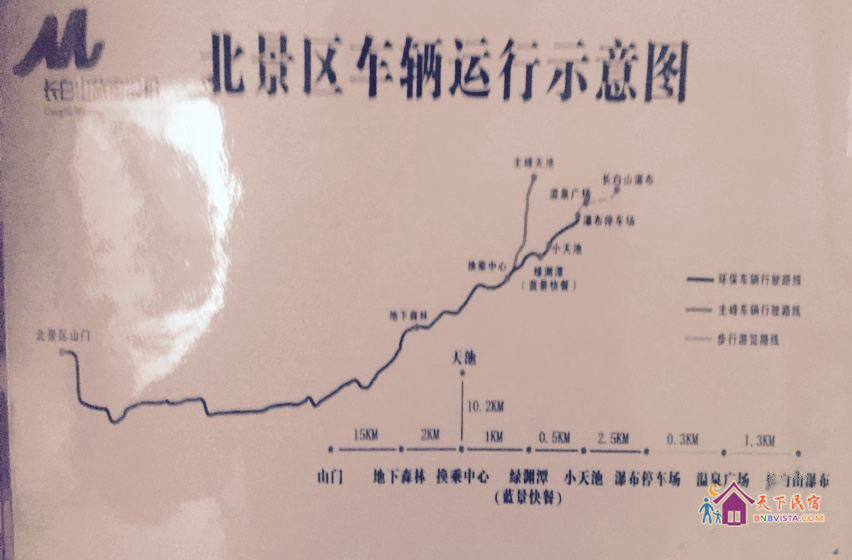 北景区车辆运行示意图
主峰天池
长白山瀑布
温泉广场
瀑布停车场
小天池
换乘中心
绿渊潭
(蓝景快餐)
地下森林
北景区山门
环保车辆行驶路线
主峰车辆行驶路线
步行游览路线
天池
10.2KM
15KM 2KM 1KM 0.5KM 2.5KM 0.3KM 1.3KM
山门 地下森林 换乘中心 绿渊潭 小天池 瀑布停车场 温泉广场 长白山瀑布
(蓝景快餐)
天下民宿
BNBVISTA.COM